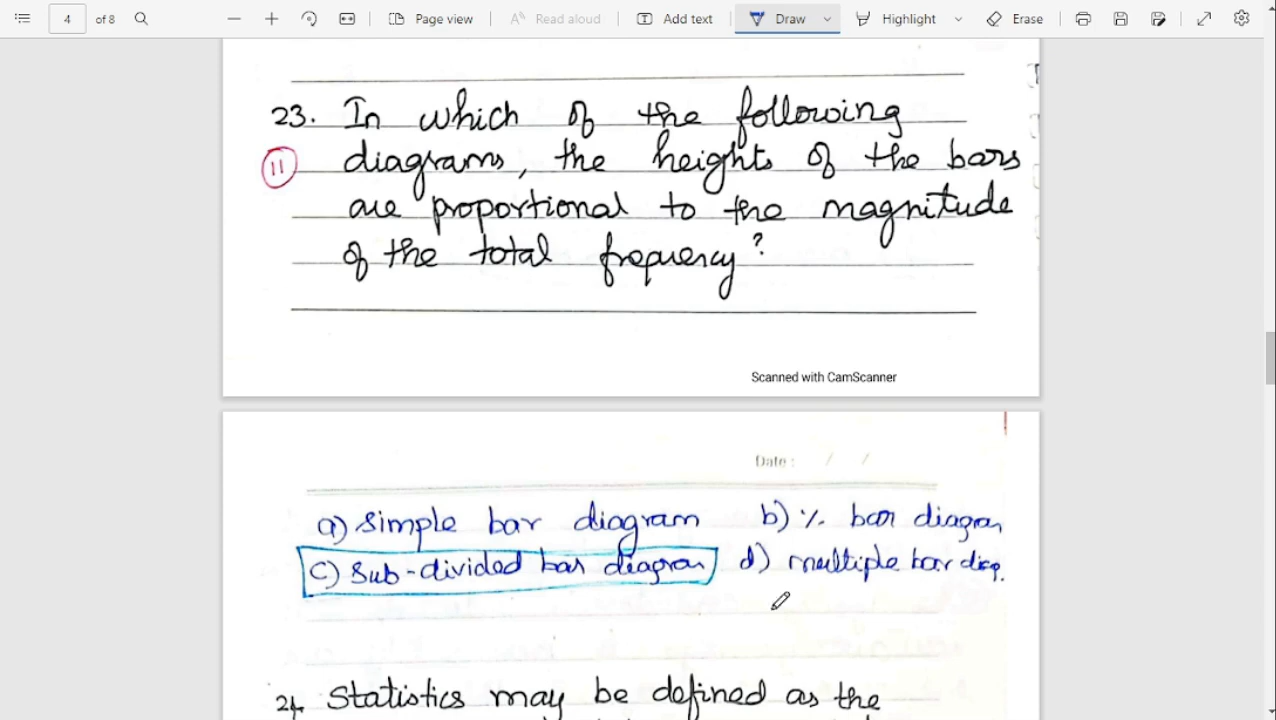 4 of 8 Page view Read aloud Add text Draw Highlight Erase
23. In which of the following
11 diagrams, the heights of the bars
are proportional to the magnitude
of the total frequency?
Scanned with CamScanner
Date : / /
a) Simple bar diagram b) % bar diagram
c) Sub-divided bar diagram d) multiple bar diag.
24. Statistics may be defined as the